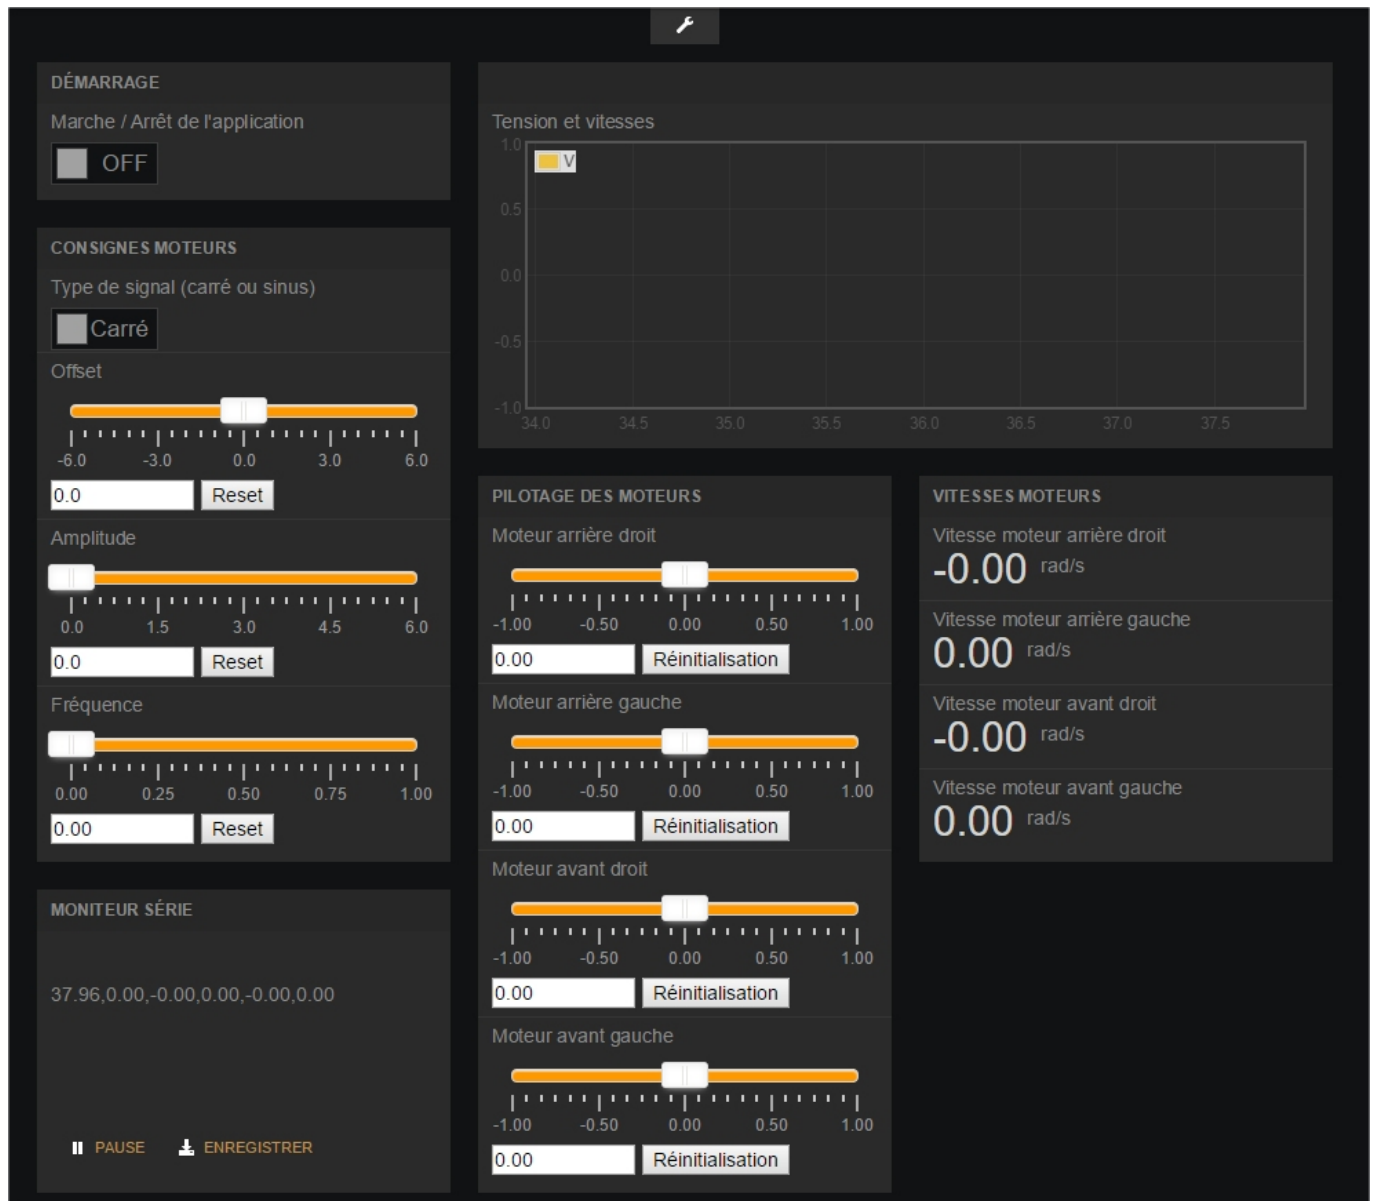 DÉMARRAGE
Marche / Arrêt de l'application
OFF
CONSIGNES MOTEURS
Type de signal (carré ou sinus)
Carré
Offset
-6.0 -3.0 0.0 3.0 6.0
0.0 Reset
Amplitude
0.0 1.5 3.0 4.5 6.0
0.0 Reset
Fréquence
0.00 0.25 0.50 0.75 1.00
0.00 Reset
MONITEUR SÉRIE
37.96,0.00,-0.00,0.00,-0.00,0.00
PAUSE ENREGISTRER
Tension et vitesses
1.0
V
0.5
0.0
-0.5
-1.0
34.0 34.5 35.0 35.5 36.0 36.5 37.0 37.5
PILOTAGE DES MOTEURS
Moteur arrière droit
-1.00 -0.50 0.00 0.50 1.00
0.00 Réinitialisation
Moteur arrière gauche
-1.00 -0.50 0.00 0.50 1.00
0.00 Réinitialisation
Moteur avant droit
-1.00 -0.50 0.00 0.50 1.00
0.00 Réinitialisation
Moteur avant gauche
-1.00 -0.50 0.00 0.50 1.00
0.00 Réinitialisation
VITESSES MOTEURS
Vitesse moteur arrière droit
-0.00 rad/s
Vitesse moteur arrière gauche
0.00 rad/s
Vitesse moteur avant droit
-0.00 rad/s
Vitesse moteur avant gauche
0.00 rad/s